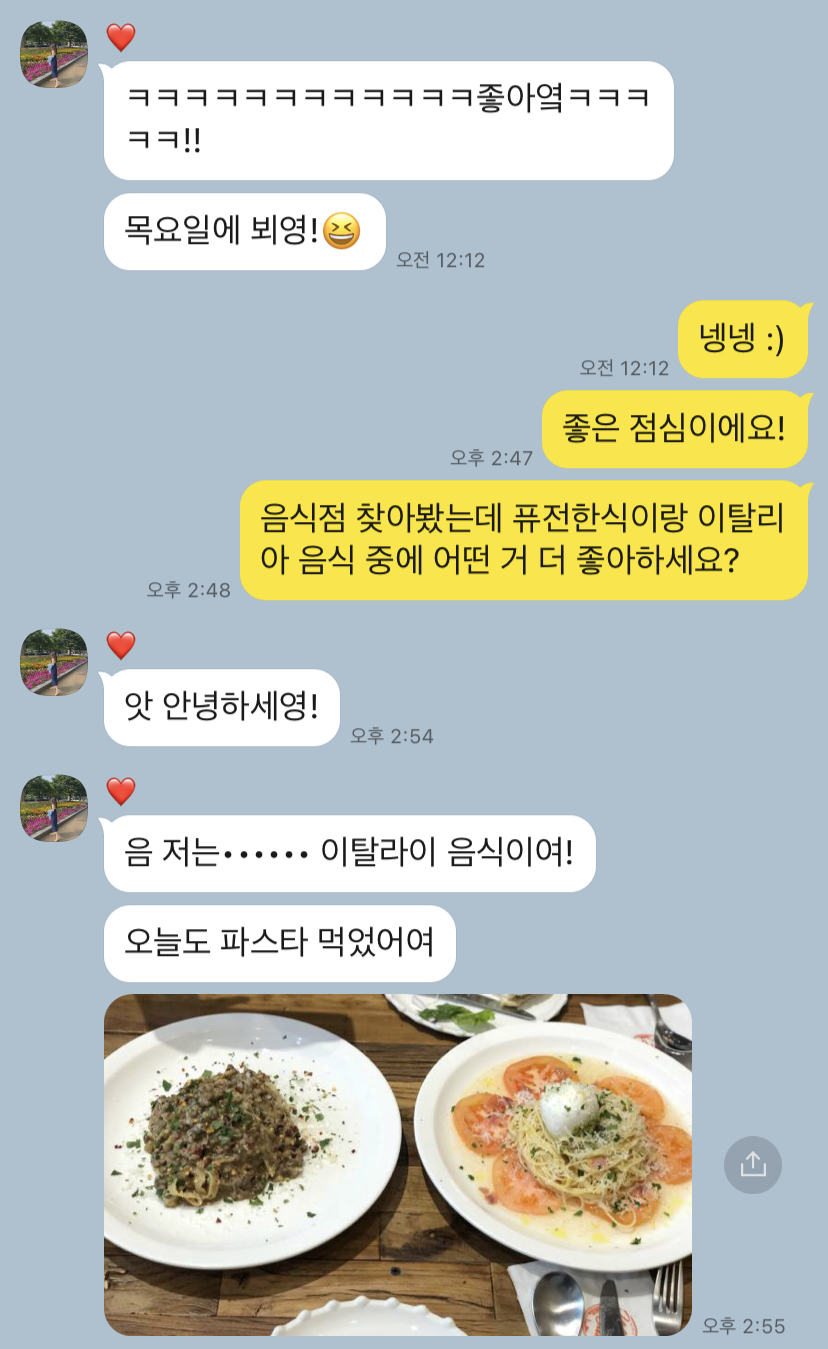 ❤️
ㅋㅋㅋㅋㅋㅋㅋㅋㅋㅋㅋㅋ좋아옄ㅋㅋㅋ
ㅋㅋ!!
목요일에 뵈영!😆
오전 12:12
넹넹 :)
오전 12:12
좋은 점심이에요!
오후 2:47
음식점 찾아봤는데 퓨전한식이랑 이탈리
아 음식 중에 어떤 거 더 좋아하세요?
오후 2:48
❤️
앗 안녕하세영!
오후 2:54
❤️
음 저는•••••• 이탈라이 음식이여!
오늘도 파스타 먹었어여
오후 2:55